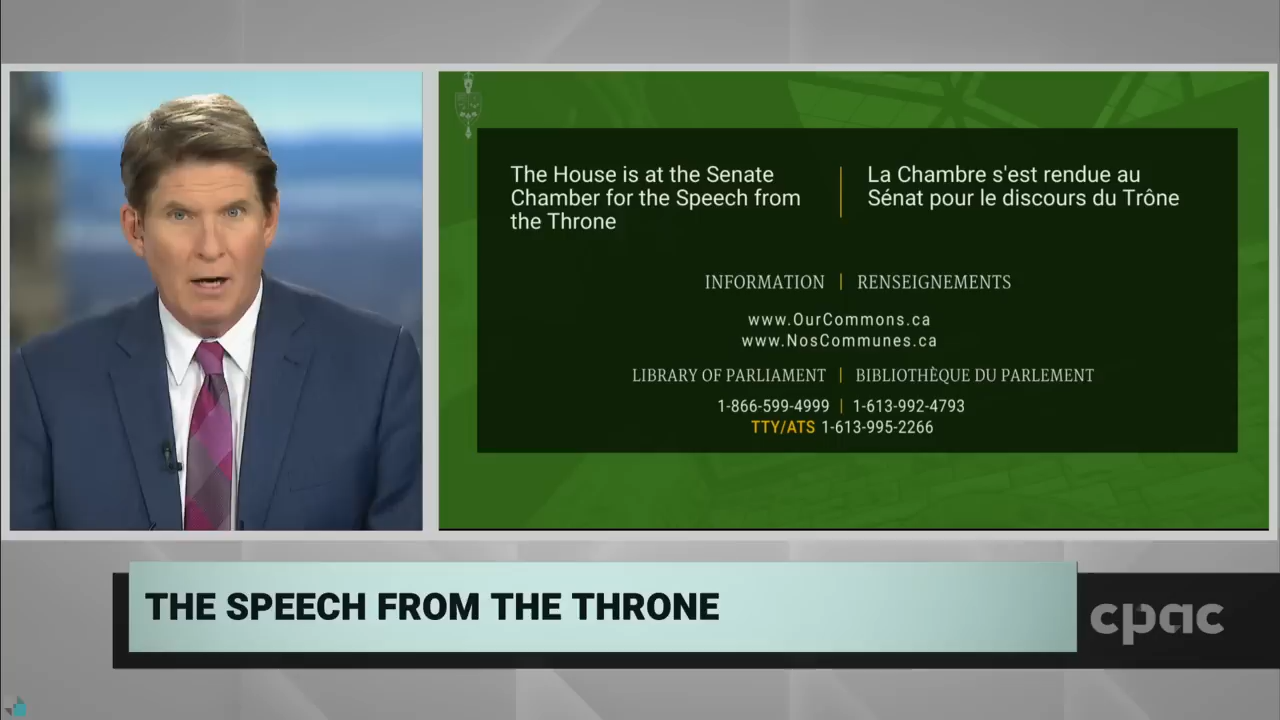 The House is at the Senate
Chamber for the Speech from
the Throne
La Chambre s'est rendue au
Sénat pour le discours du Trône
INFORMATION | RENSEIGNEMENTS
www.OurCommons.ca
www.NosCommunes.ca
LIBRARY OF PARLIAMENT | BIBLIOTHÈQUE DU PARLEMENT
1-866-599-4999 | 1-613-992-4793
TTY/ATS 1-613-995-2266
THE SPEECH FROM THE THRONE
cpac